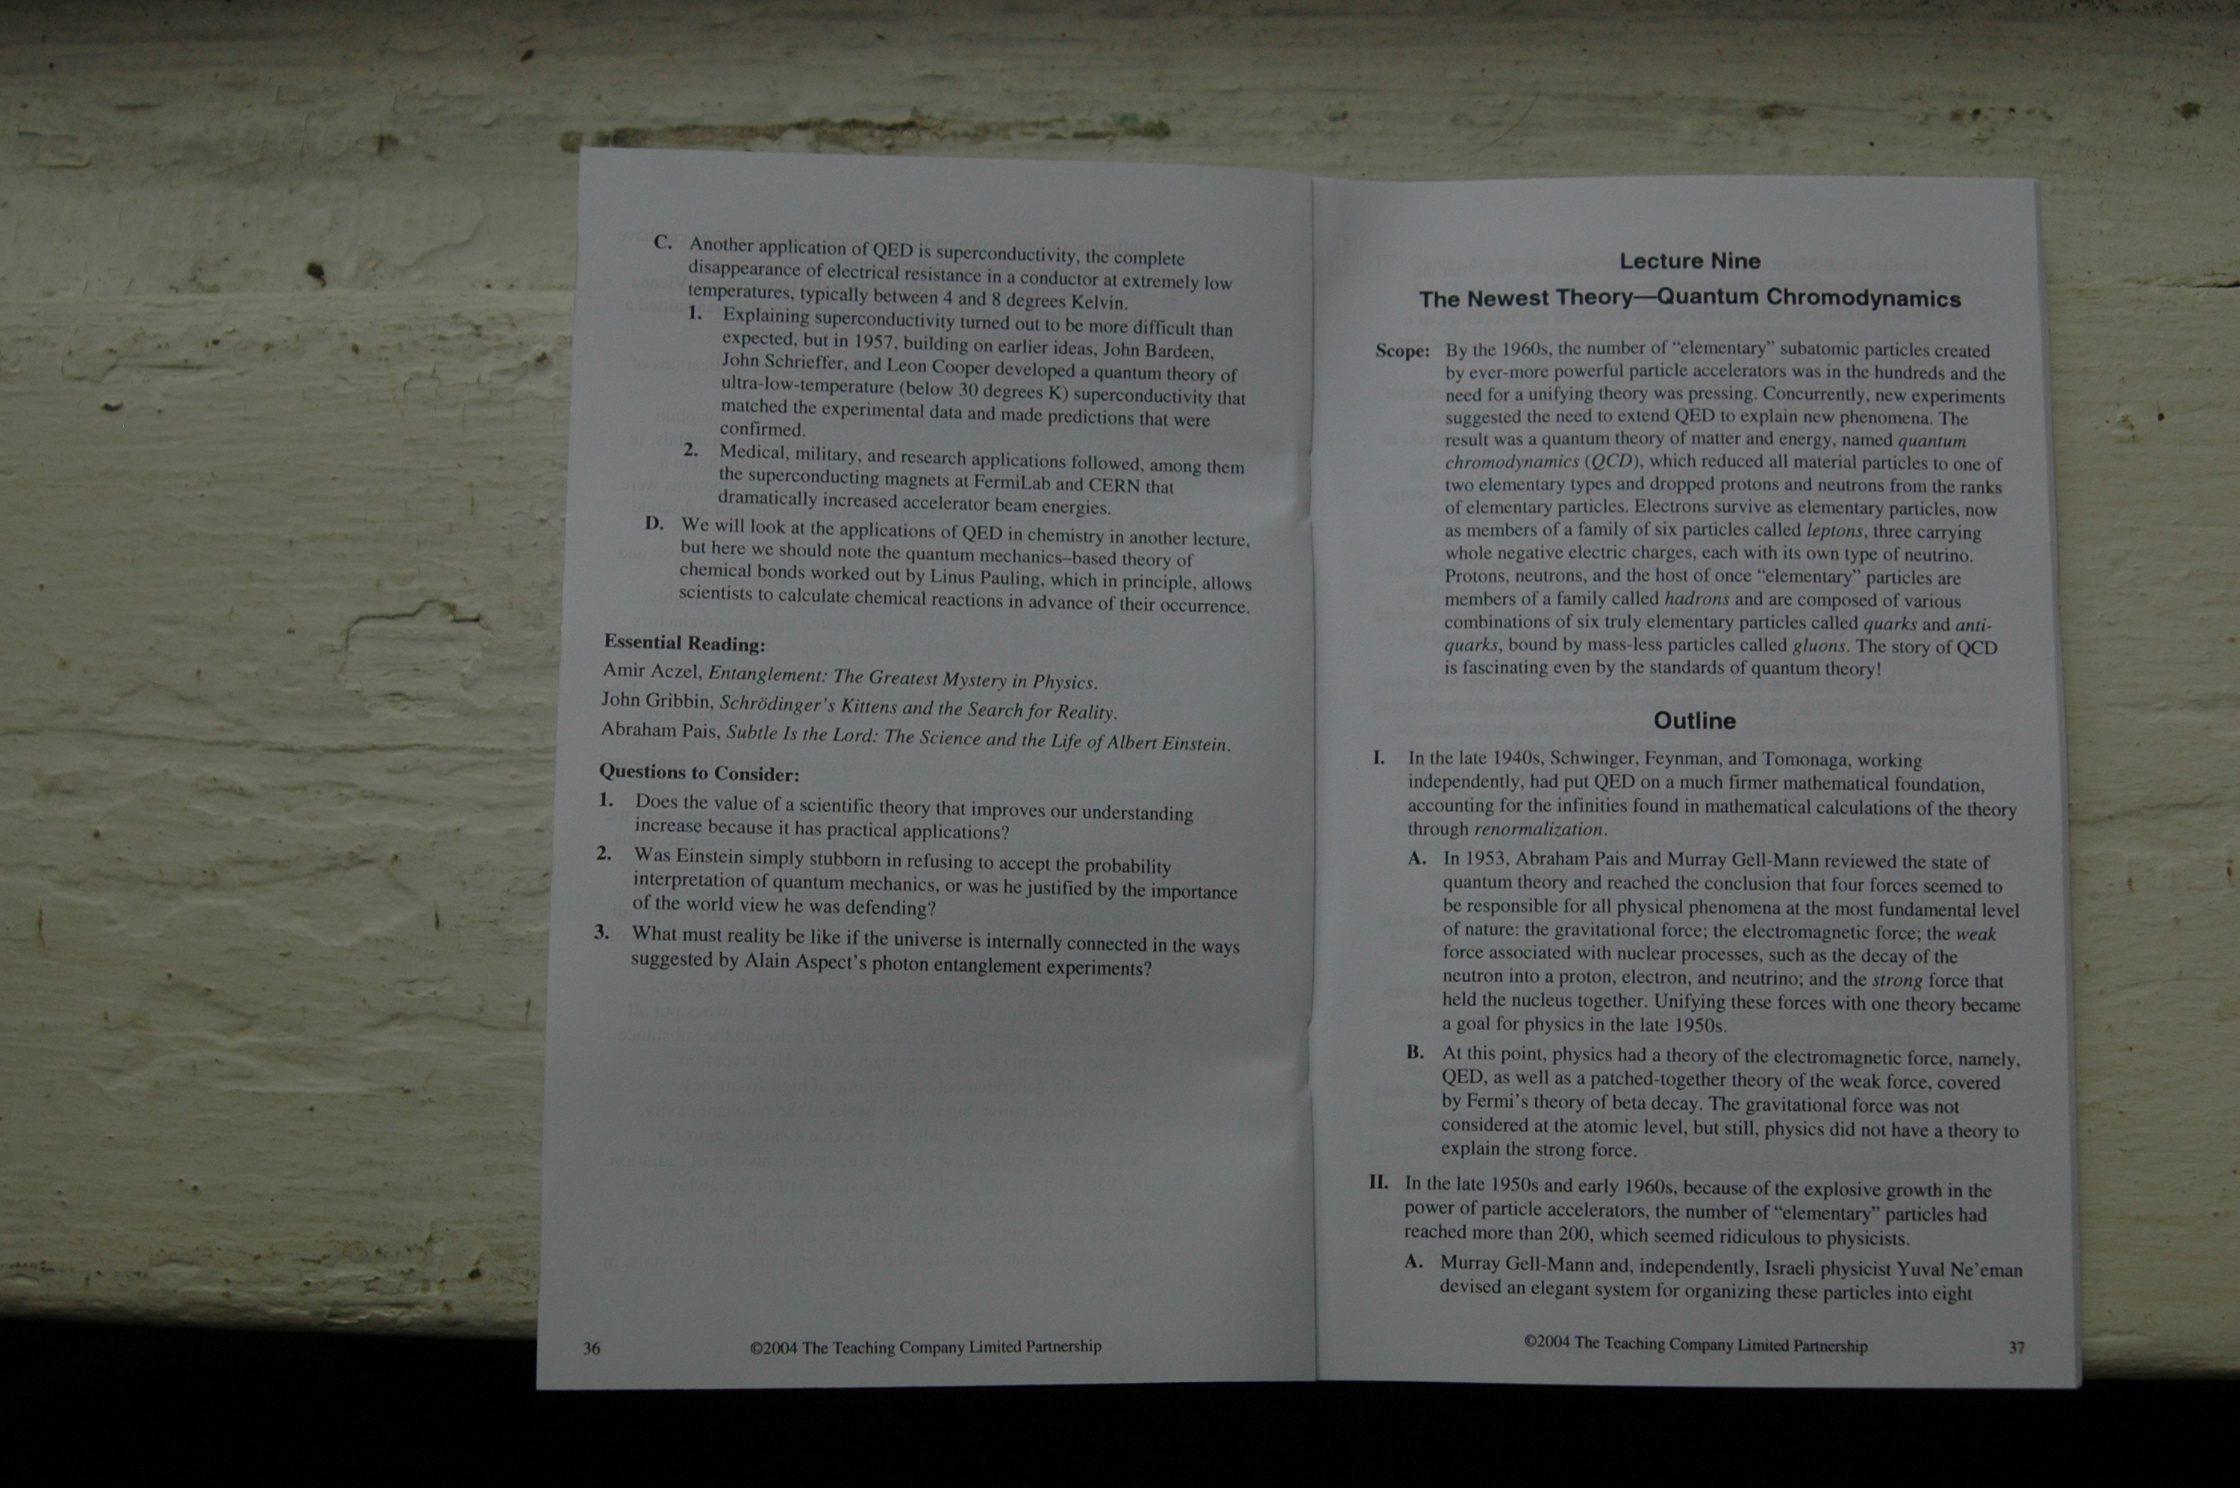 C. Another application of QED is superconductivity, the complete
disappearance of electrical resistance in a conductor at extremely low
temperatures, typically between 4 and 8 degrees Kelvin.
1. Explaining superconductivity turned out to be more difficult than
expected, but in 1957, building on earlier ideas, John Bardeen,
John Schrieffer, and Leon Cooper developed a quantum theory of
ultra-low-temperature (below 30 degrees K) superconductivity that
matched the experimental data and made predictions that were
confirmed.
2. Medical, military, and research applications followed, among them
the superconducting magnets at FermiLab and CERN that
dramatically increased accelerator beam energies.
D. We will look at the applications of QED in chemistry in another lecture,
but here we should note the quantum mechanics–based theory of
chemical bonds worked out by Linus Pauling, which in principle, allows
scientists to calculate chemical reactions in advance of their occurrence.
Essential Reading:
Amir Aczel, Entanglement: The Greatest Mystery in Physics.
John Gribbin, Schrödinger's Kittens and the Search for Reality.
Abraham Pais, Subtle Is the Lord: The Science and the Life of Albert Einstein.
Questions to Consider:
1. Does the value of a scientific theory that improves our understanding
increase because it has practical applications?
2. Was Einstein simply stubborn in refusing to accept the probability
interpretation of quantum mechanics, or was he justified by the importance
of the world view he was defending?
3. What must reality be like if the universe is internally connected in the ways
suggested by Alain Aspect's photon entanglement experiments?
36
©2004 The Teaching Company Limited Partnership
Lecture Nine
The Newest Theory—Quantum Chromodynamics
Scope: By the 1960s, the number of “elementary” subatomic particles created
by ever-more powerful particle accelerators was in the hundreds and the
need for a unifying theory was pressing. Concurrently, new experiments
suggested the need to extend QED to explain new phenomena. The
result was a quantum theory of matter and energy, named quantum
chromodynamics (QCD), which reduced all material particles to one of
two elementary types and dropped protons and neutrons from the ranks
of elementary particles. Electrons survive as elementary particles, now
as members of a family of six particles called leptons, three carrying
whole negative electric charges, each with its own type of neutrino.
Protons, neutrons, and the host of once “elementary” particles are
members of a family called hadrons and are composed of various
combinations of six truly elementary particles called quarks and anti-
quarks, bound by mass-less particles called gluons. The story of QCD
is fascinating even by the standards of quantum theory!
Outline
I. In the late 1940s, Schwinger, Feynman, and Tomonaga, working
independently, had put QED on a much firmer mathematical foundation,
accounting for the infinities found in mathematical calculations of the theory
through renormalization.
A. In 1953, Abraham Pais and Murray Gell-Mann reviewed the state of
quantum theory and reached the conclusion that four forces seemed to
be responsible for all physical phenomena at the most fundamental level
of nature: the gravitational force; the electromagnetic force; the weak
force associated with nuclear processes, such as the decay of the
neutron into a proton, electron, and neutrino; and the strong force that
held the nucleus together. Unifying these forces with one theory became
a goal for physics in the late 1950s.
B. At this point, physics had a theory of the electromagnetic force, namely,
QED, as well as a patched-together theory of the weak force, covered
by Fermi's theory of beta decay. The gravitational force was not
considered at the atomic level, but still, physics did not have a theory to
explain the strong force.
II. In the late 1950s and early 1960s, because of the explosive growth in the
power of particle accelerators, the number of “elementary” particles had
reached more than 200, which seemed ridiculous to physicists.
A. Murray Gell-Mann and, independently, Israeli physicist Yuval Ne'eman
devised an elegant system for organizing these particles into eight
©2004 The Teaching Company Limited Partnership
37